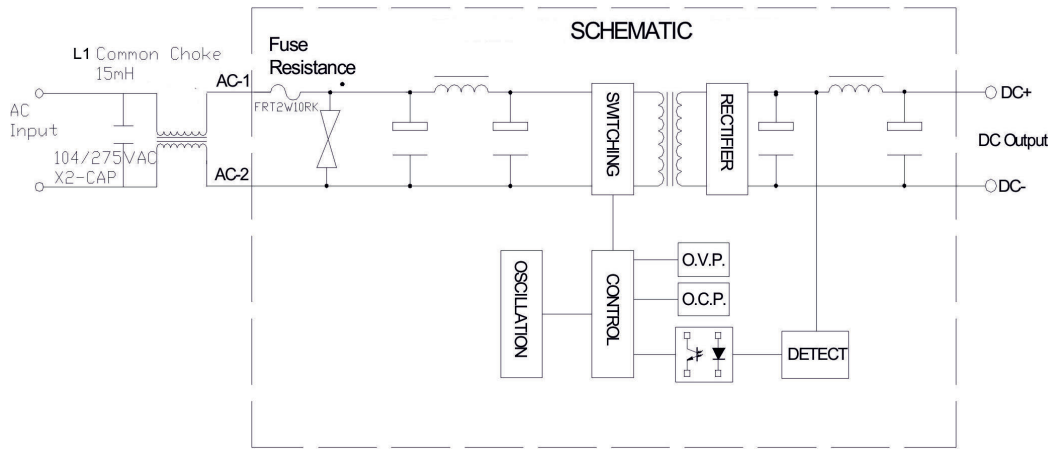 SCHEMATIC
L1 Common Choke
15mH
Fuse
Resistance
AC-1
FRT2W10RK
AC
Input
104/275VAC
X2-CAP
AC-2
SWITCHING
RECTIFIER
DC+
DC Output
DC-
OSCILLATION
CONTROL
O.V.P.
O.C.P.
DETECT